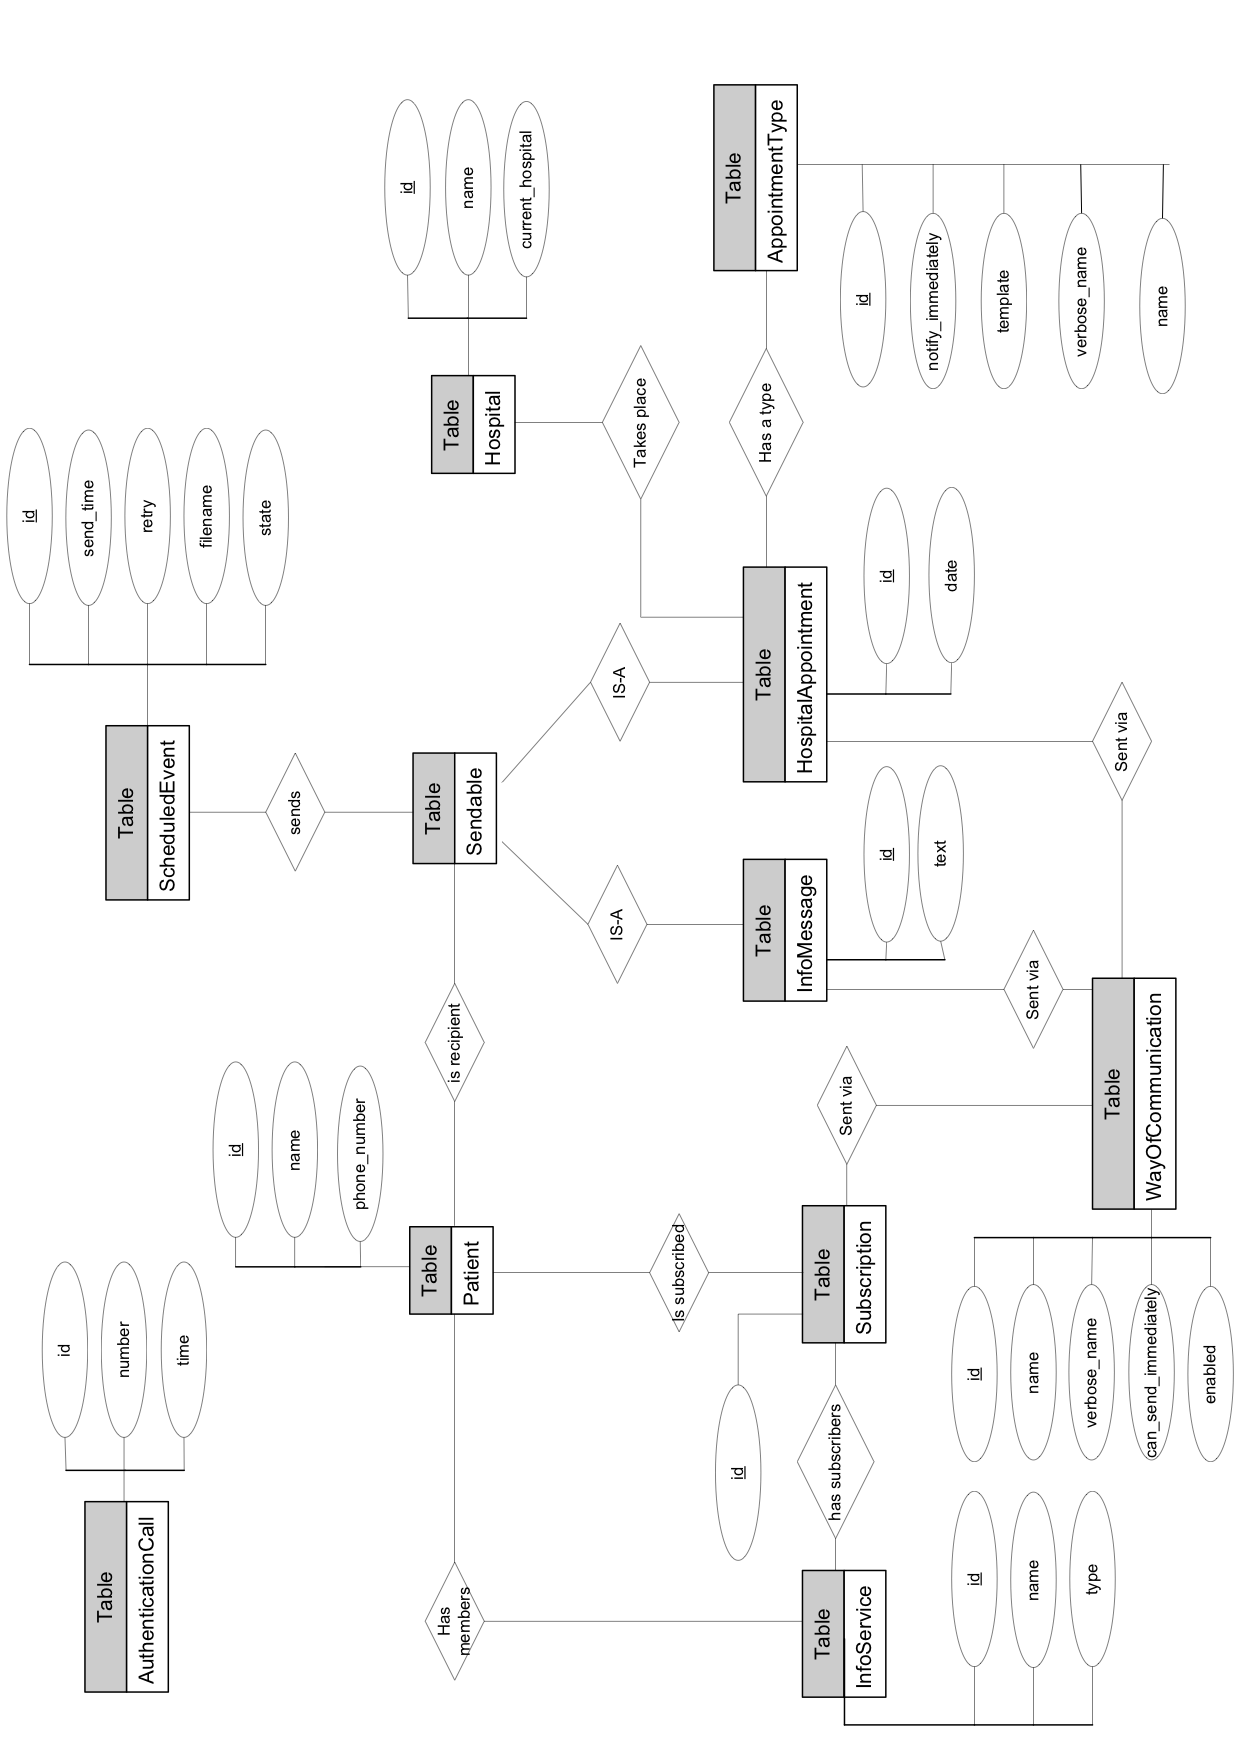 Table
AuthenticationCall
id
number
time
Table
ScheduledEvent
id
send_time
retry
filename
state
sends
id
name
phone_number
Table
Patient
is recipient
Table
Sendable
Table
Hospital
id
name
current_hospital
Has
members
Is subscribed
IS-A
IS-A
Takes place
Has a type
Table
AppointmentType
id
notify_immediately
template
verbose_name
name
Table
InfoService
id
name
type
has subscribers
id
Table
Subscription
Sent via
Table
InfoMessage
id
text
Table
HospitalAppointment
id
date
Sent via
Sent via
Table
WayOfCommunication
id
name
verbose_name
can_send_immediately
enabled